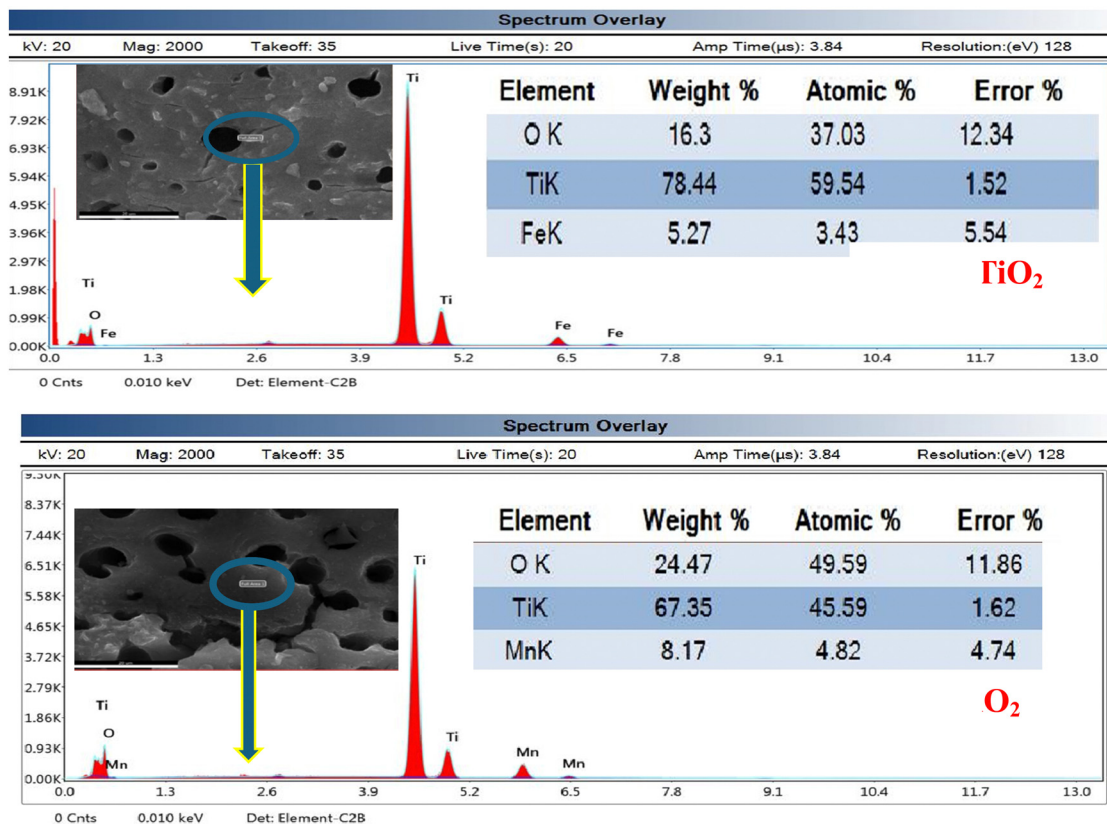 Spectrum Overlay
kV: 20 Mag: 2000 Takeoff: 35 Live Time(s): 20 Amp Time(µs): 3.84 Resolution:(eV) 128
Element Weight % Atomic % Error %
O K 16.3 37.03 12.34
TiK 78.44 59.54 1.52
FeK 5.27 3.43 5.54
TiO2
8.91K
7.92K
6.93K
5.94K
4.95K
3.96K
2.97K
1.98K
0.99K
0.00K
Ti
Ti
O
Fe
Ti
Fe
Fe
0.0 1.3 2.6 3.9 5.2 6.5 7.8 9.1 10.4 11.7 13.0
0 Cnts 0.010 keV Det: Element-C2B
Spectrum Overlay
kV: 20 Mag: 2000 Takeoff: 35 Live Time(s): 20 Amp Time(µs): 3.84 Resolution:(eV) 128
Element Weight % Atomic % Error %
O K 24.47 49.59 11.86
TiK 67.35 45.59 1.62
MnK 8.17 4.82 4.74
O2
9.30K
8.37K
7.44K
6.51K
5.58K
4.65K
3.72K
2.79K
1.86K
0.93K
0.00K
Ti
Ti
O
Mn
Ti
Mn
Mn
0.0 1.3 2.6 3.9 5.2 6.5 7.8 9.1 10.4 11.7 13.0
0 Cnts 0.010 keV Det: Element-C2B